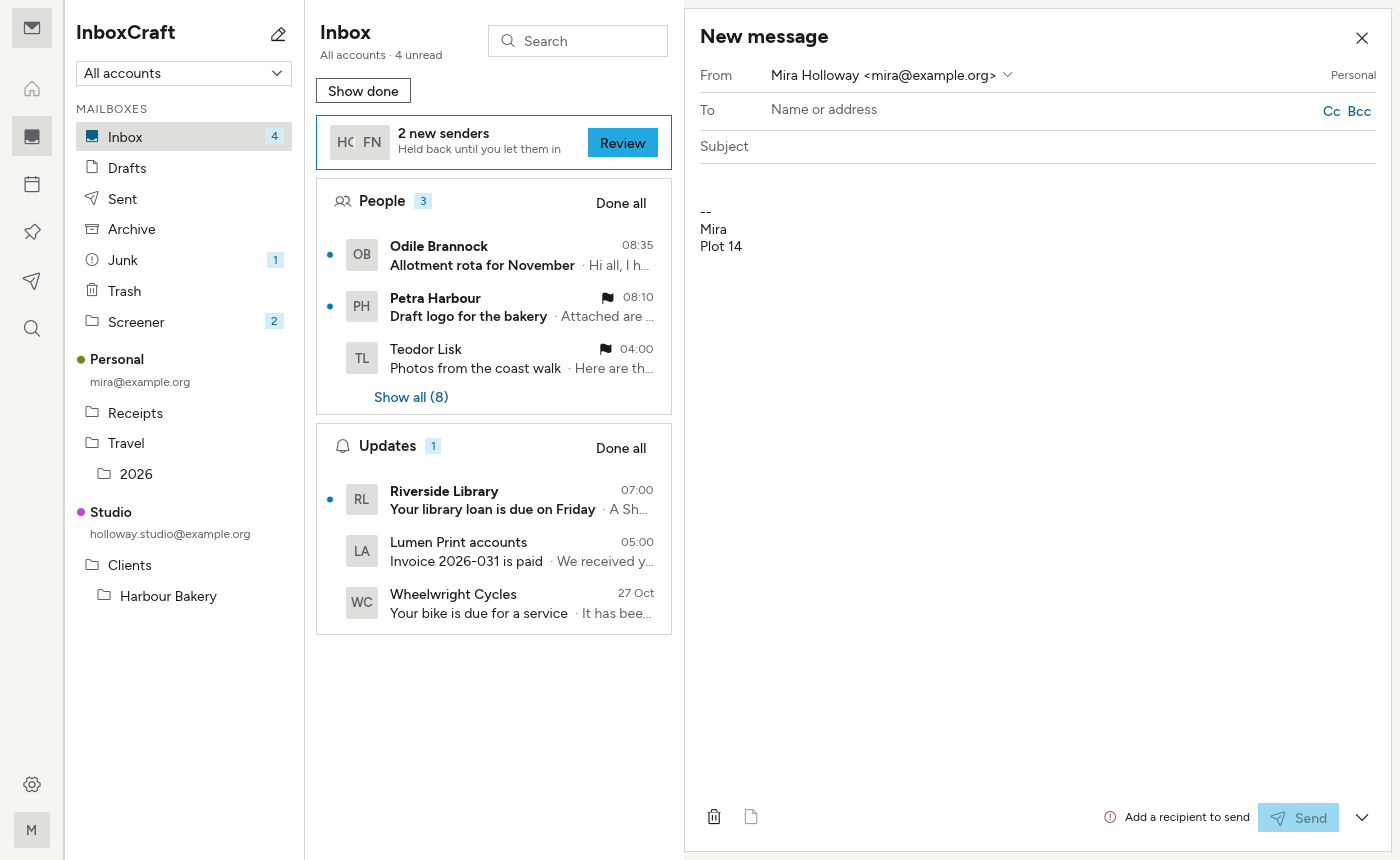 InboxCraft
All accounts
MAILBOXES
Inbox 4
Drafts
Sent
Archive
Junk 1
Trash
Screener 2
Personal
mira@example.org
Receipts
Travel
2026
Studio
holloway.studio@example.org
Clients
Harbour Bakery
M
Inbox
All accounts · 4 unread
Search
Show done
FN
2 new senders
Held back until you let them in
Review
People 3
Done all
OB
Odile Brannock 08:35
Allotment rota for November · Hi all, I h…
PH
Petra Harbour 08:10
Draft logo for the bakery · Attached are …
TL
Teodor Lisk 04:00
Photos from the coast walk · Here are th…
Show all (8)
Updates 1
Done all
RL
Riverside Library 07:00
Your library loan is due on Friday · A Sh…
LA
Lumen Print accounts 05:00
Invoice 2026-031 is paid · We received y…
WC
Wheelwright Cycles 27 Oct
Your bike is due for a service · It has bee…
New message
From Mira Holloway <mira@example.org> Personal
To Name or address Cc Bcc
Subject
--
Mira
Plot 14
Add a recipient to send
Send